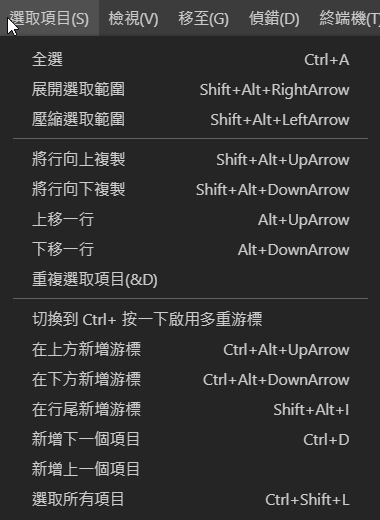 選取項目(S) 檢視(V) 移至(G) 偵錯(D) 終端機(T
全選 Ctrl+A
展開選取範圍 Shift+Alt+RightArrow
壓縮選取範圍 Shift+Alt+LeftArrow
將行向上複製 Shift+Alt+UpArrow
將行向下複製 Shift+Alt+DownArrow
上移一行 Alt+UpArrow
下移一行 Alt+DownArrow
重複選取項目(&D)
切換到 Ctrl+ 按一下啟用多重游標
在上方新增游標 Ctrl+Alt+UpArrow
在下方新增游標 Ctrl+Alt+DownArrow
在行尾新增游標 Shift+Alt+I
新增下一個項目 Ctrl+D
新增上一個項目
選取所有項目 Ctrl+Shift+L